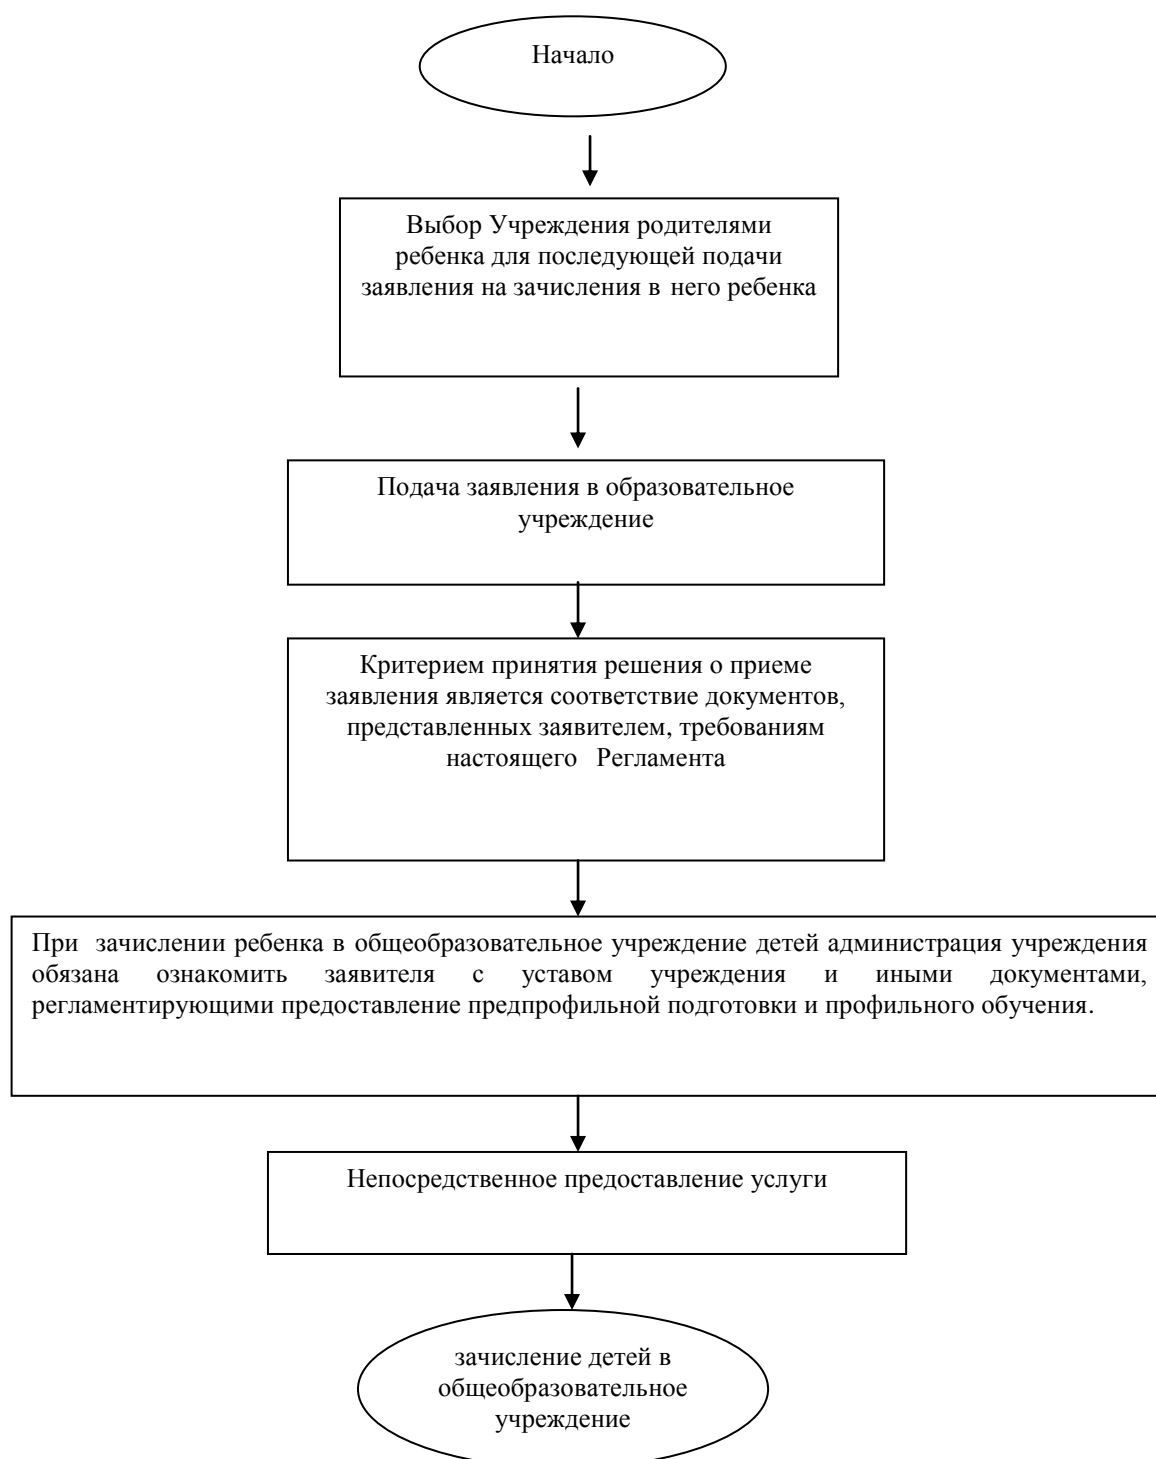 Начало
Выбор Учреждения родителями
ребенка для последующей подачи
заявления на зачисления в него ребенка
Подача заявления в образовательное
учреждение
Критерием принятия решения о приеме
заявления является соответствие документов,
представленных заявителем, требованиям
настоящего Регламента
При зачислении ребенка в общеобразовательное учреждение детей администрация учреждения
обязана ознакомить заявителя с уставом учреждения и иными документами,
регламентирующими предоставление предпрофильной подготовки и профильного обучения.
Непосредственное предоставление услуги
зачисление детей в
общеобразовательное
учреждение